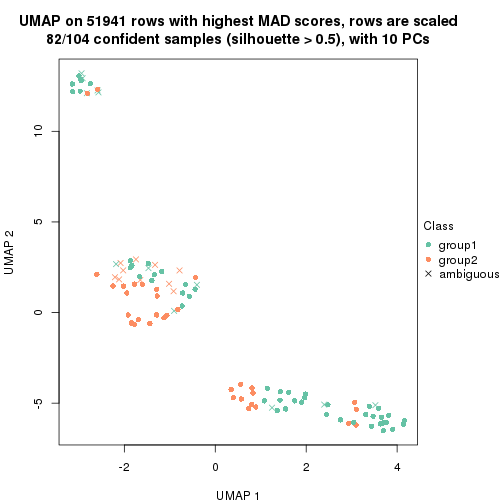 UMAP on 51941 rows with highest MAD scores, rows are scaled
82/104 confident samples (silhouette > 0.5), with 10 PCs
10
5
0
-5
UMAP 2
-2
0
2
4
UMAP 1
Class
group1
group2
ambiguous